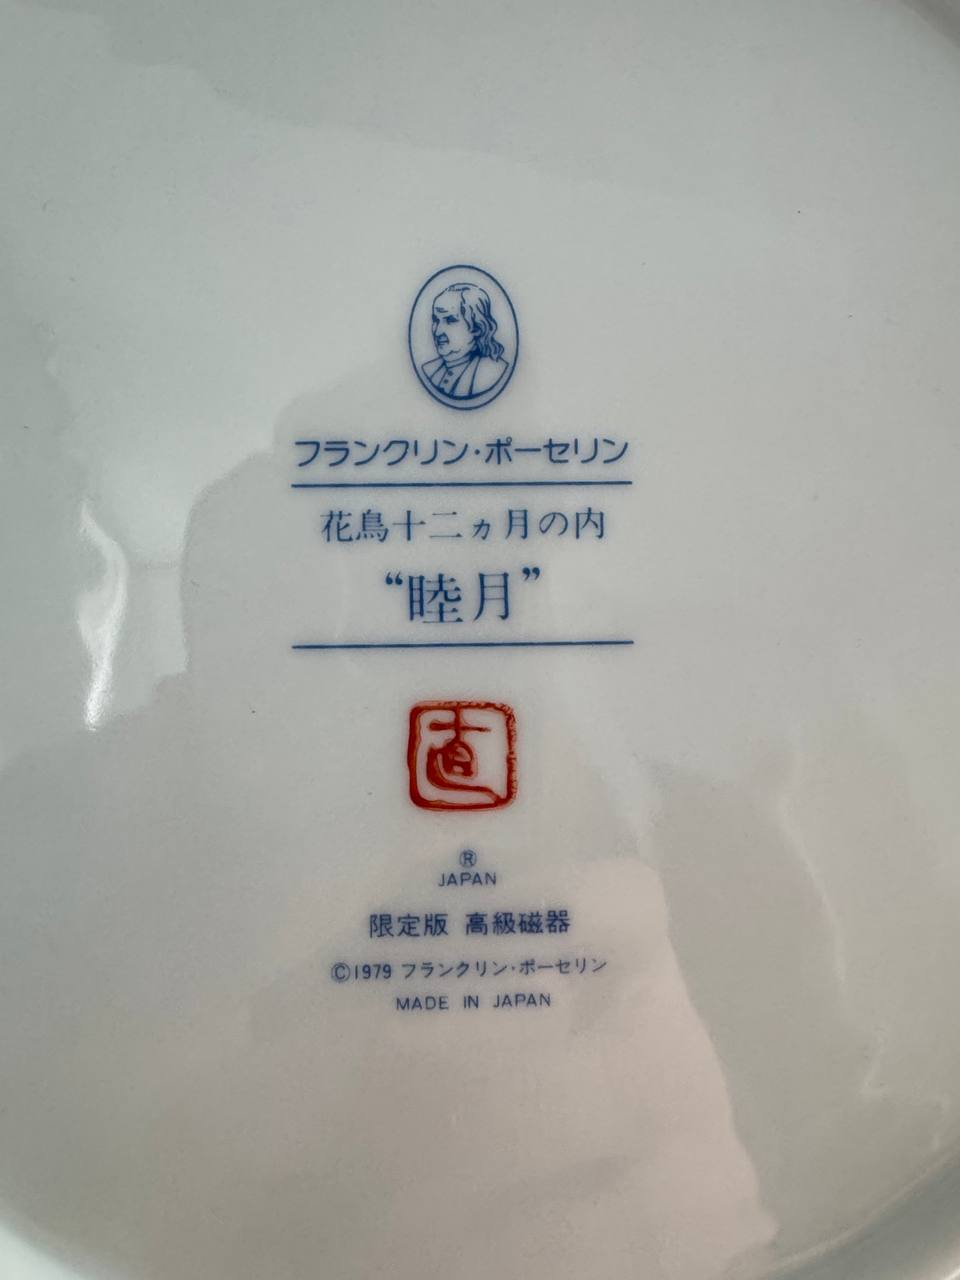 フランクリン・ポーセリン
花鳥十二ヵ月の内
“睦月”
直
®
JAPAN
限定版 高級磁器
©1979 フランクリン・ポーセリン
MADE IN JAPAN